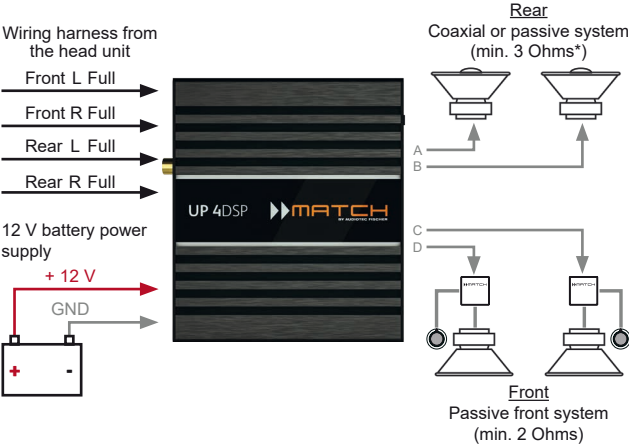 Wiring harness from
the head unit
Front L Full
Front R Full
Rear L Full
Rear R Full
12 V battery power
supply
+ 12 V
GND
+ -
UP 4DSP MATCH
BY AUDIOTEC FISCHER
Rear
Coaxial or passive system
(min. 3 Ohms*)
A
B
C
D
MATCH MATCH
Front
Passive front system
(min. 2 Ohms)